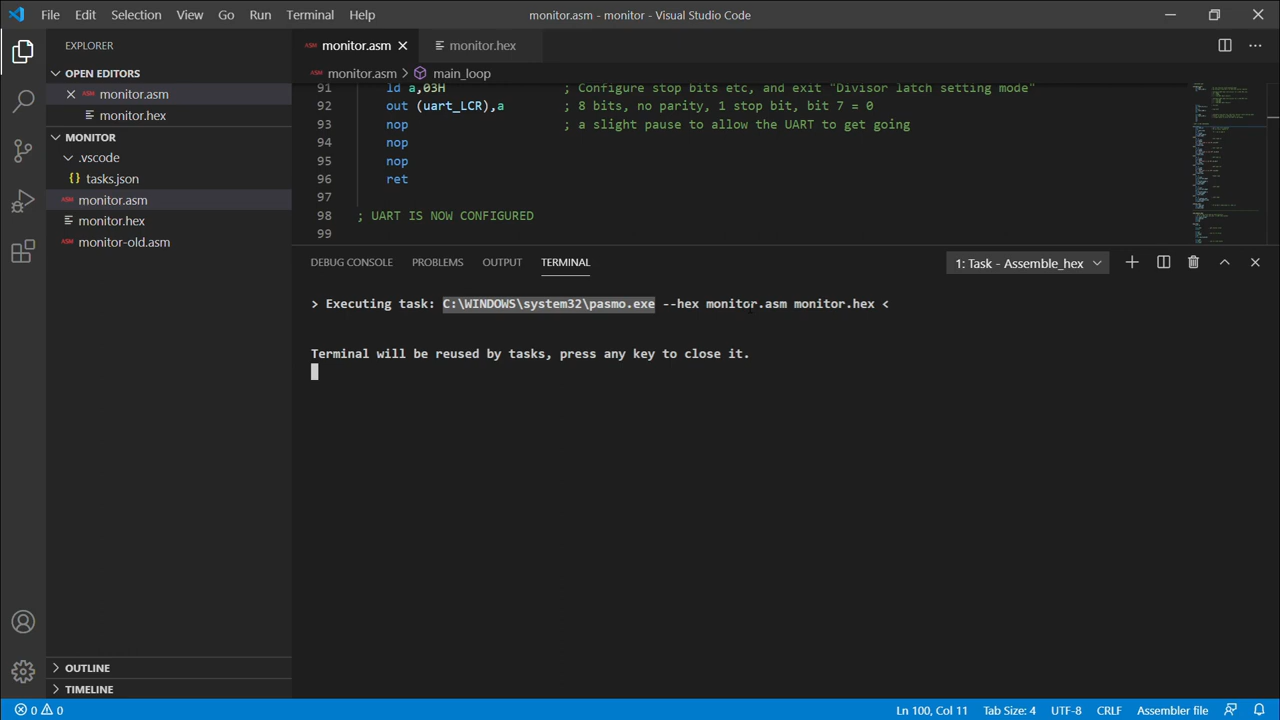 File Edit Selection View Go Run Terminal Help
monitor.asm - monitor - Visual Studio Code
EXPLORER
OPEN EDITORS
ASM monitor.asm
monitor.hex
MONITOR
.vscode
{} tasks.json
ASM monitor.asm
monitor.hex
ASM monitor-old.asm
OUTLINE
TIMELINE
ASM monitor.asm
monitor.hex
ASM monitor.asm > main_loop
91 ld a,03H ; Configure stop bits etc, and exit "Divisor latch setting mode"
92 out (uart_LCR),a ; 8 bits, no parity, 1 stop bit, bit 7 = 0
93 nop ; a slight pause to allow the UART to get going
94 nop
95 nop
96 ret
97
98 ; UART IS NOW CONFIGURED
99
DEBUG CONSOLE PROBLEMS OUTPUT TERMINAL
1: Task - Assemble_hex
> Executing task: C:\WINDOWS\system32\pasmo.exe --hex monitor.asm monitor.hex <
Terminal will be reused by tasks, press any key to close it.
0 0
Ln 100, Col 11 Tab Size: 4 UTF-8 CRLF Assembler file